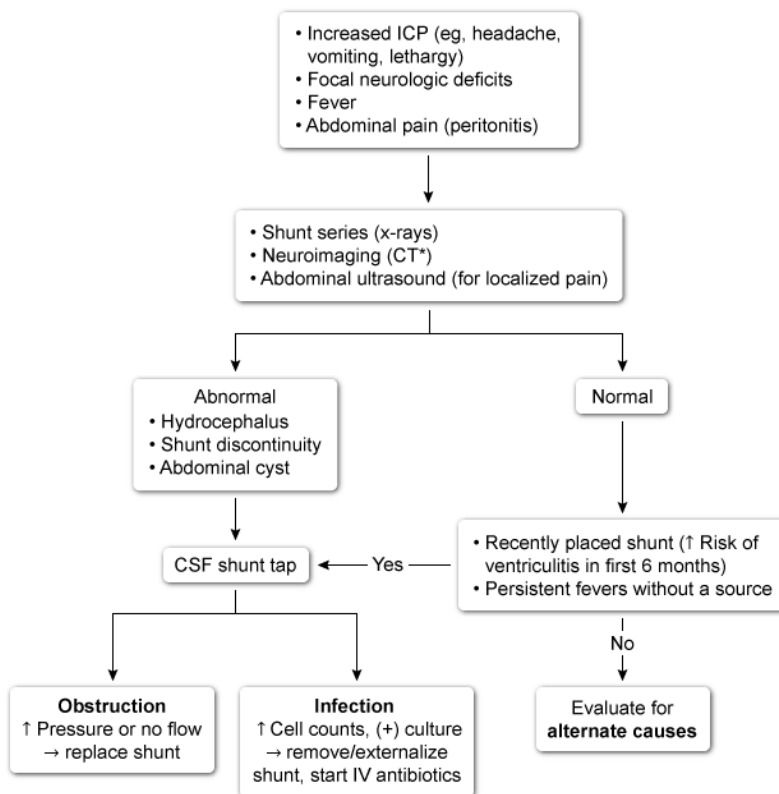 • Increased ICP (eg, headache,
vomiting, lethargy)
• Focal neurologic deficits
• Fever
• Abdominal pain (peritonitis)
• Shunt series (x-rays)
• Neuroimaging (CT*)
• Abdominal ultrasound (for localized pain)
Abnormal
• Hydrocephalus
• Shunt discontinuity
• Abdominal cyst
Normal
CSF shunt tap
Yes
• Recently placed shunt (↑ Risk of
ventriculitis in first 6 months)
• Persistent fevers without a source
No
Obstruction
↑ Pressure or no flow
→ replace shunt
Infection
↑ Cell counts, (+) culture
→ remove/externalize
shunt, start IV antibiotics
Evaluate for
alternate causes